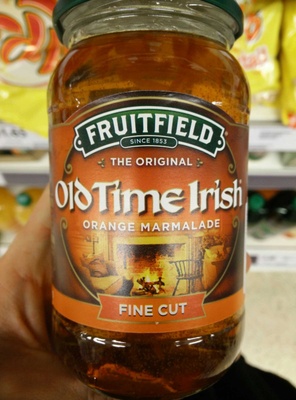 FRUITFIELD
SINCE 1853
THE ORIGINAL
Old Time Irish
ORANGE MARMALADE
FINE CUT